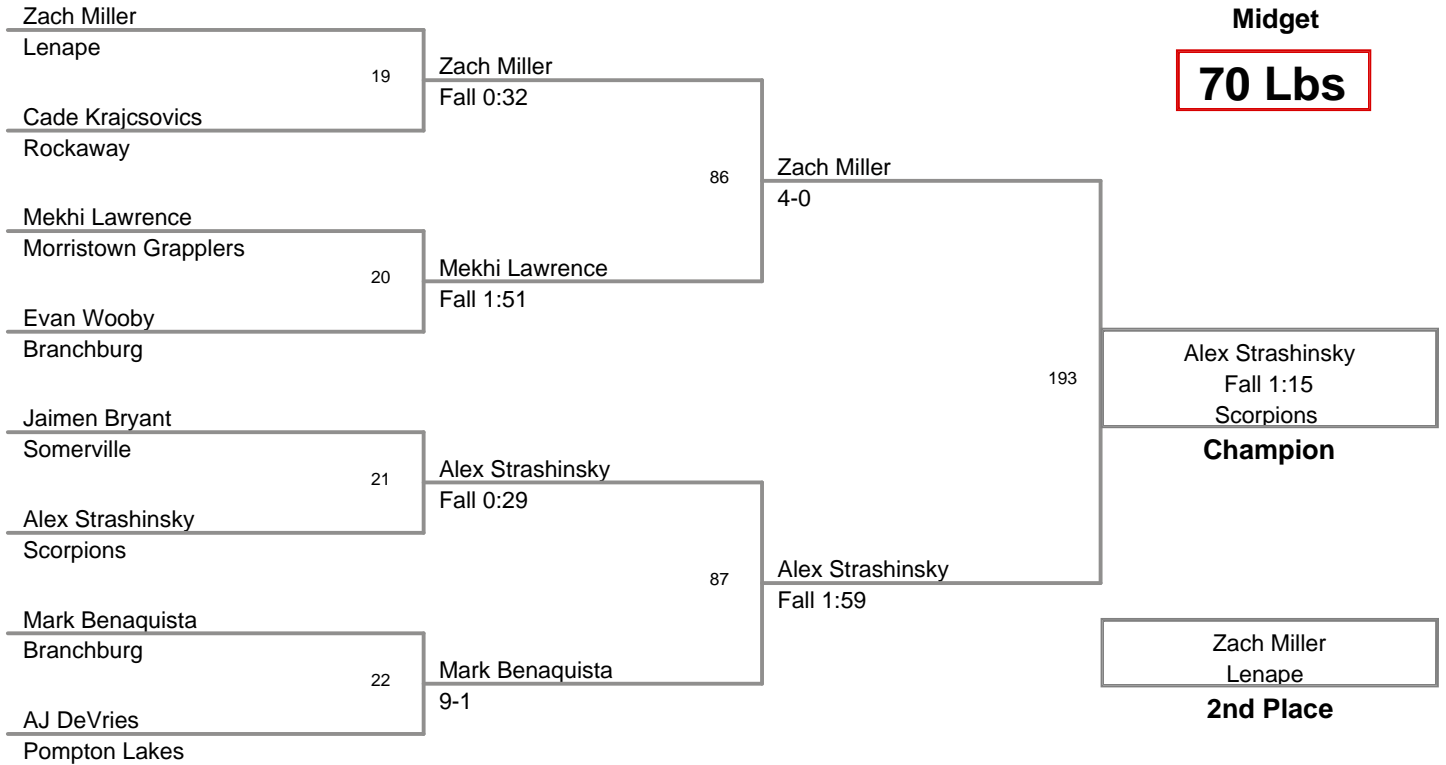 Zach Miller
Lenape
19
Cade Krajcsovics
Rockaway
Mekhi Lawrence
Morristown Grapplers
20
Evan Wooby
Branchburg
Jaimen Bryant
Somerville
21
Alex Strashinsky
Scorpions
Mark Benaquista
Branchburg
22
AJ DeVries
Pompton Lakes
Zach Miller
Fall 0:32
86
Mekhi Lawrence
Fall 1:51
Alex Strashinsky
Fall 0:29
87
Mark Benaquista
9-1
Zach Miller
4-0
193
Alex Strashinsky
Fall 1:59
Midget
70 Lbs
Alex Strashinsky
Fall 1:15
Scorpions
Champion
Zach Miller
Lenape
2nd Place